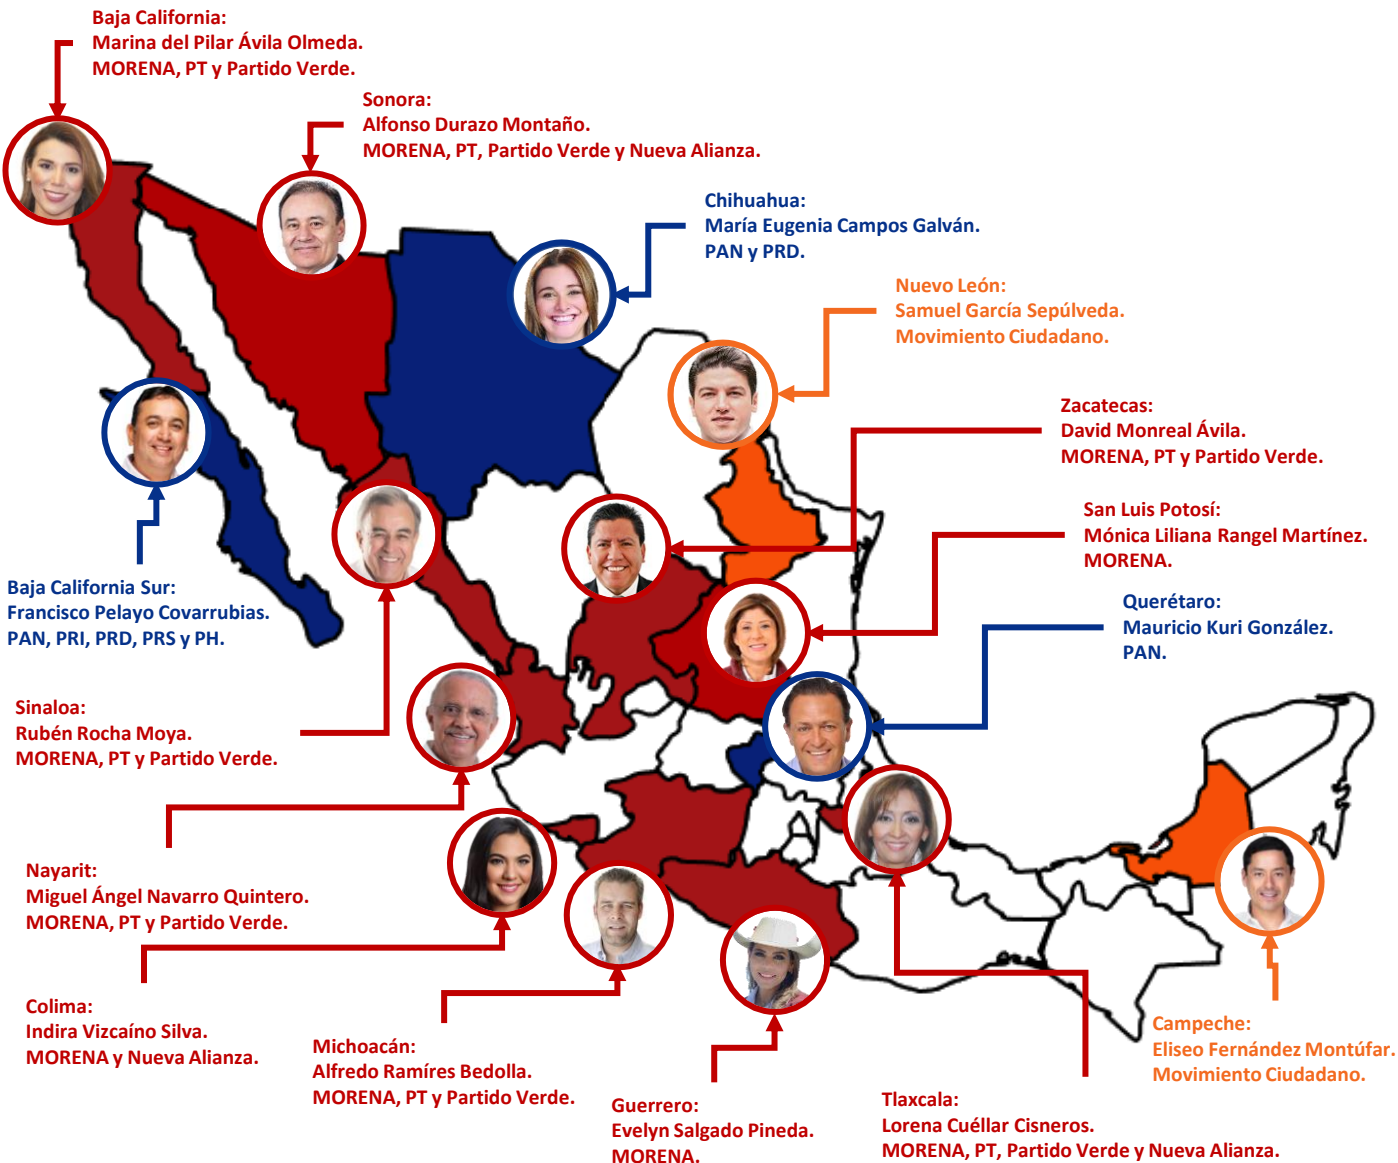 Baja California:
Marina del Pilar Ávila Olmeda.
MORENA, PT y Partido Verde.
Sonora:
Alfonso Durazo Montaño.
MORENA, PT, Partido Verde y Nueva Alianza.
Chihuahua:
María Eugenia Campos Galván.
PAN y PRD.
Nuevo León:
Samuel García Sepúlveda.
Movimiento Ciudadano.
Zacatecas:
David Monreal Ávila.
MORENA, PT y Partido Verde.
San Luis Potosí:
Mónica Liliana Rangel Martínez.
MORENA.
Baja California Sur:
Francisco Pelayo Covarrubias.
PAN, PRI, PRD, PRS y PH.
Querétaro:
Mauricio Kuri González.
PAN.
Sinaloa:
Rubén Rocha Moya.
MORENA, PT y Partido Verde.
Nayarit:
Miguel Ángel Navarro Quintero.
MORENA, PT y Partido Verde.
Colima:
Indira Vizcaíno Silva.
MORENA y Nueva Alianza.
Michoacán:
Alfredo Ramíres Bedolla.
MORENA, PT y Partido Verde.
Guerrero:
Evelyn Salgado Pineda.
MORENA.
Tlaxcala:
Lorena Cuéllar Cisneros.
MORENA, PT, Partido Verde y Nueva Alianza.
Campeche:
Eliseo Fernández Montúfar.
Movimiento Ciudadano.